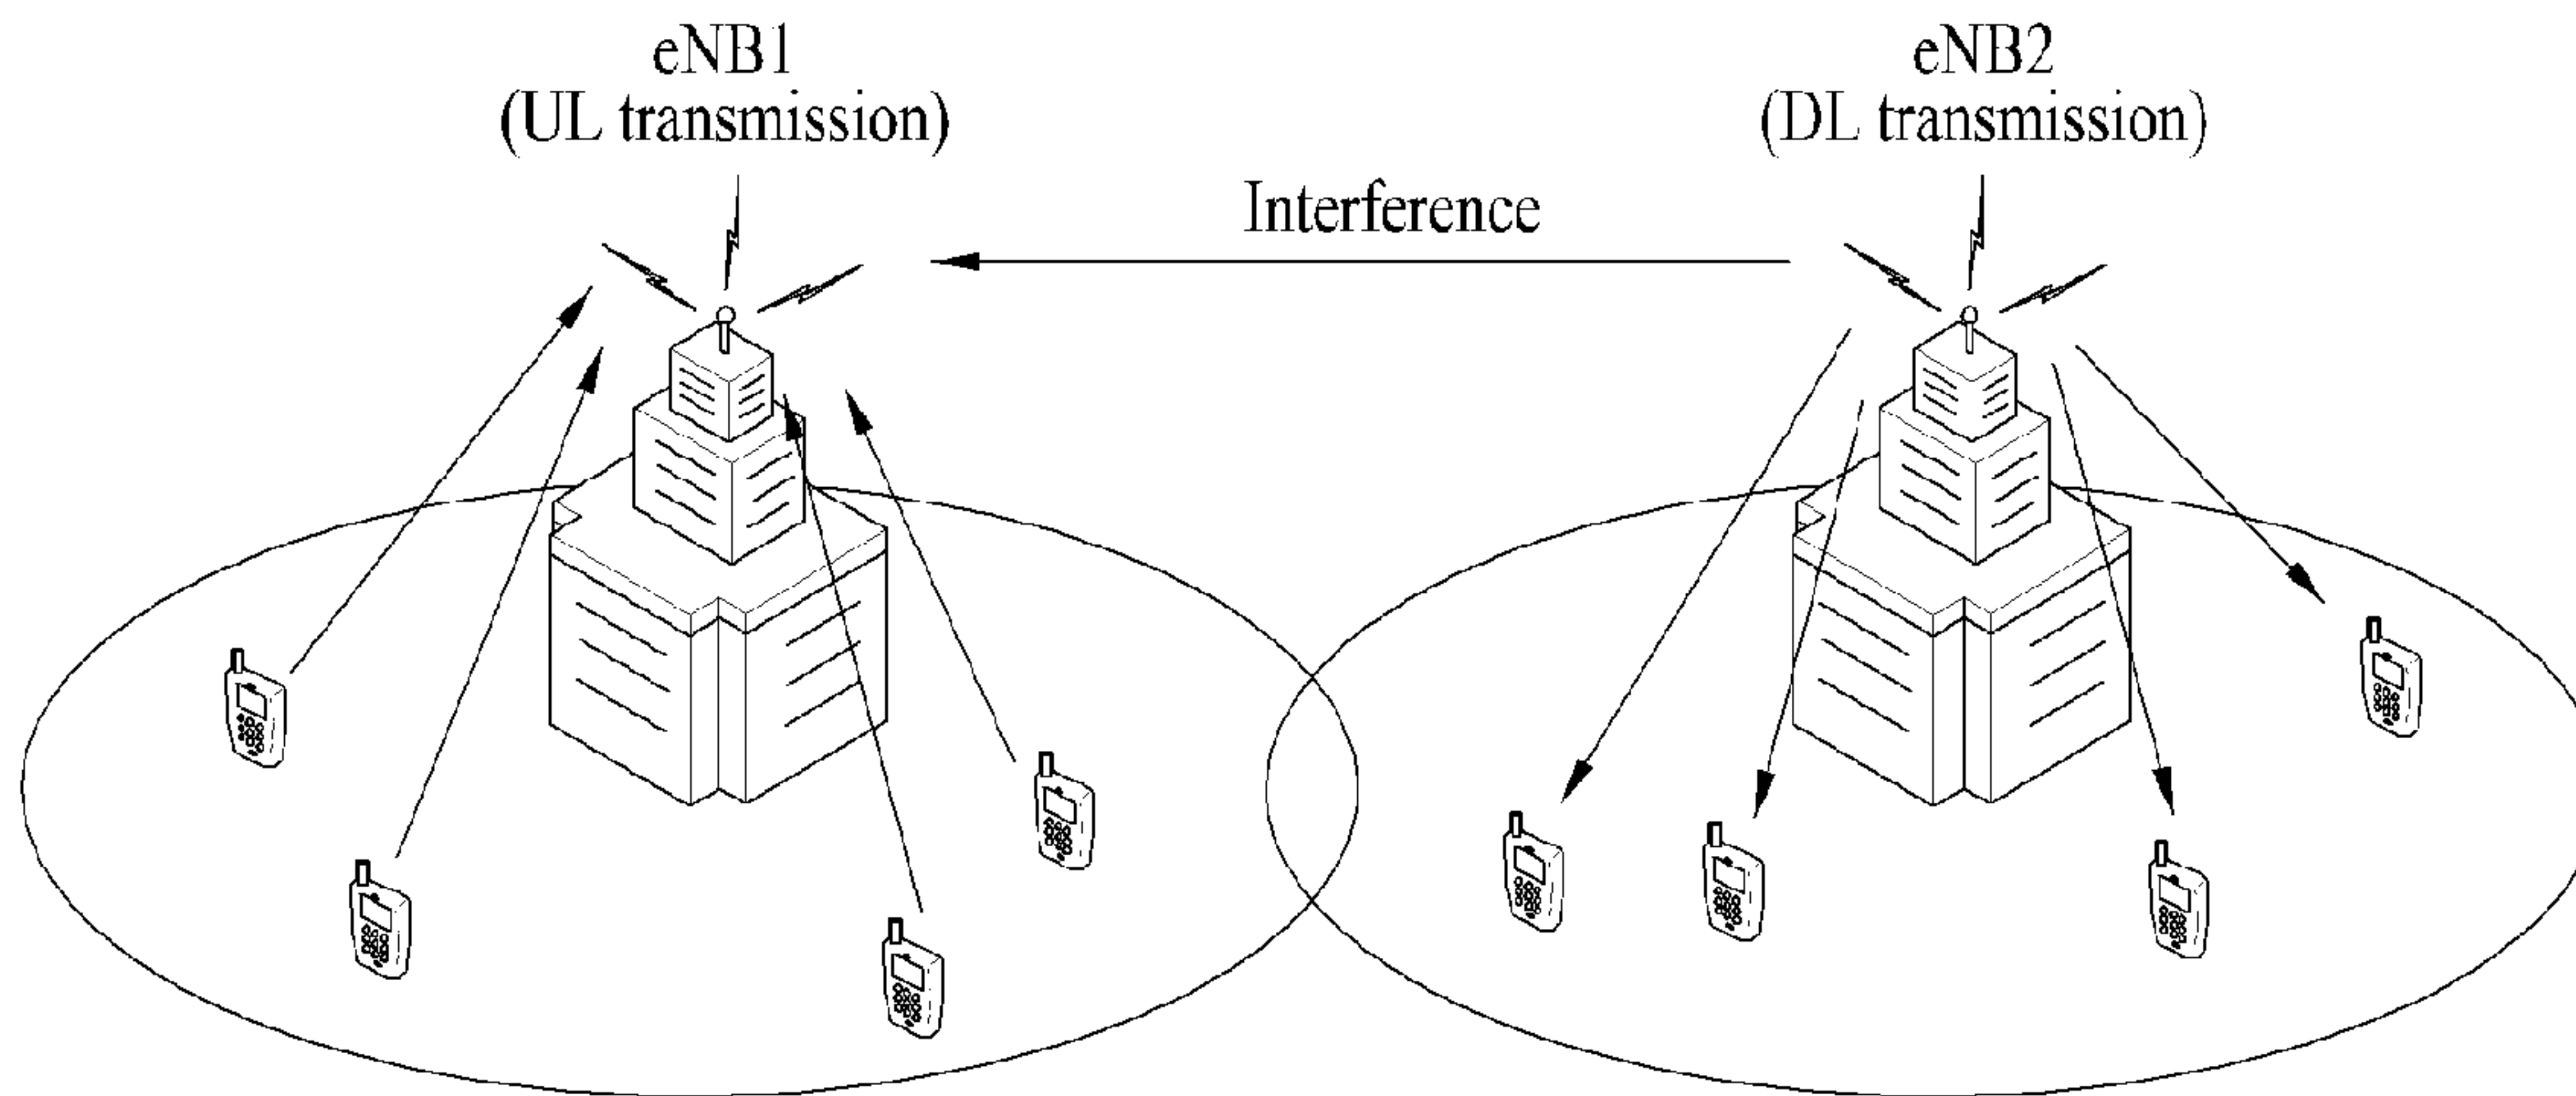 eNB1
(UL transmission)
eNB2
(DL transmission)
Interference